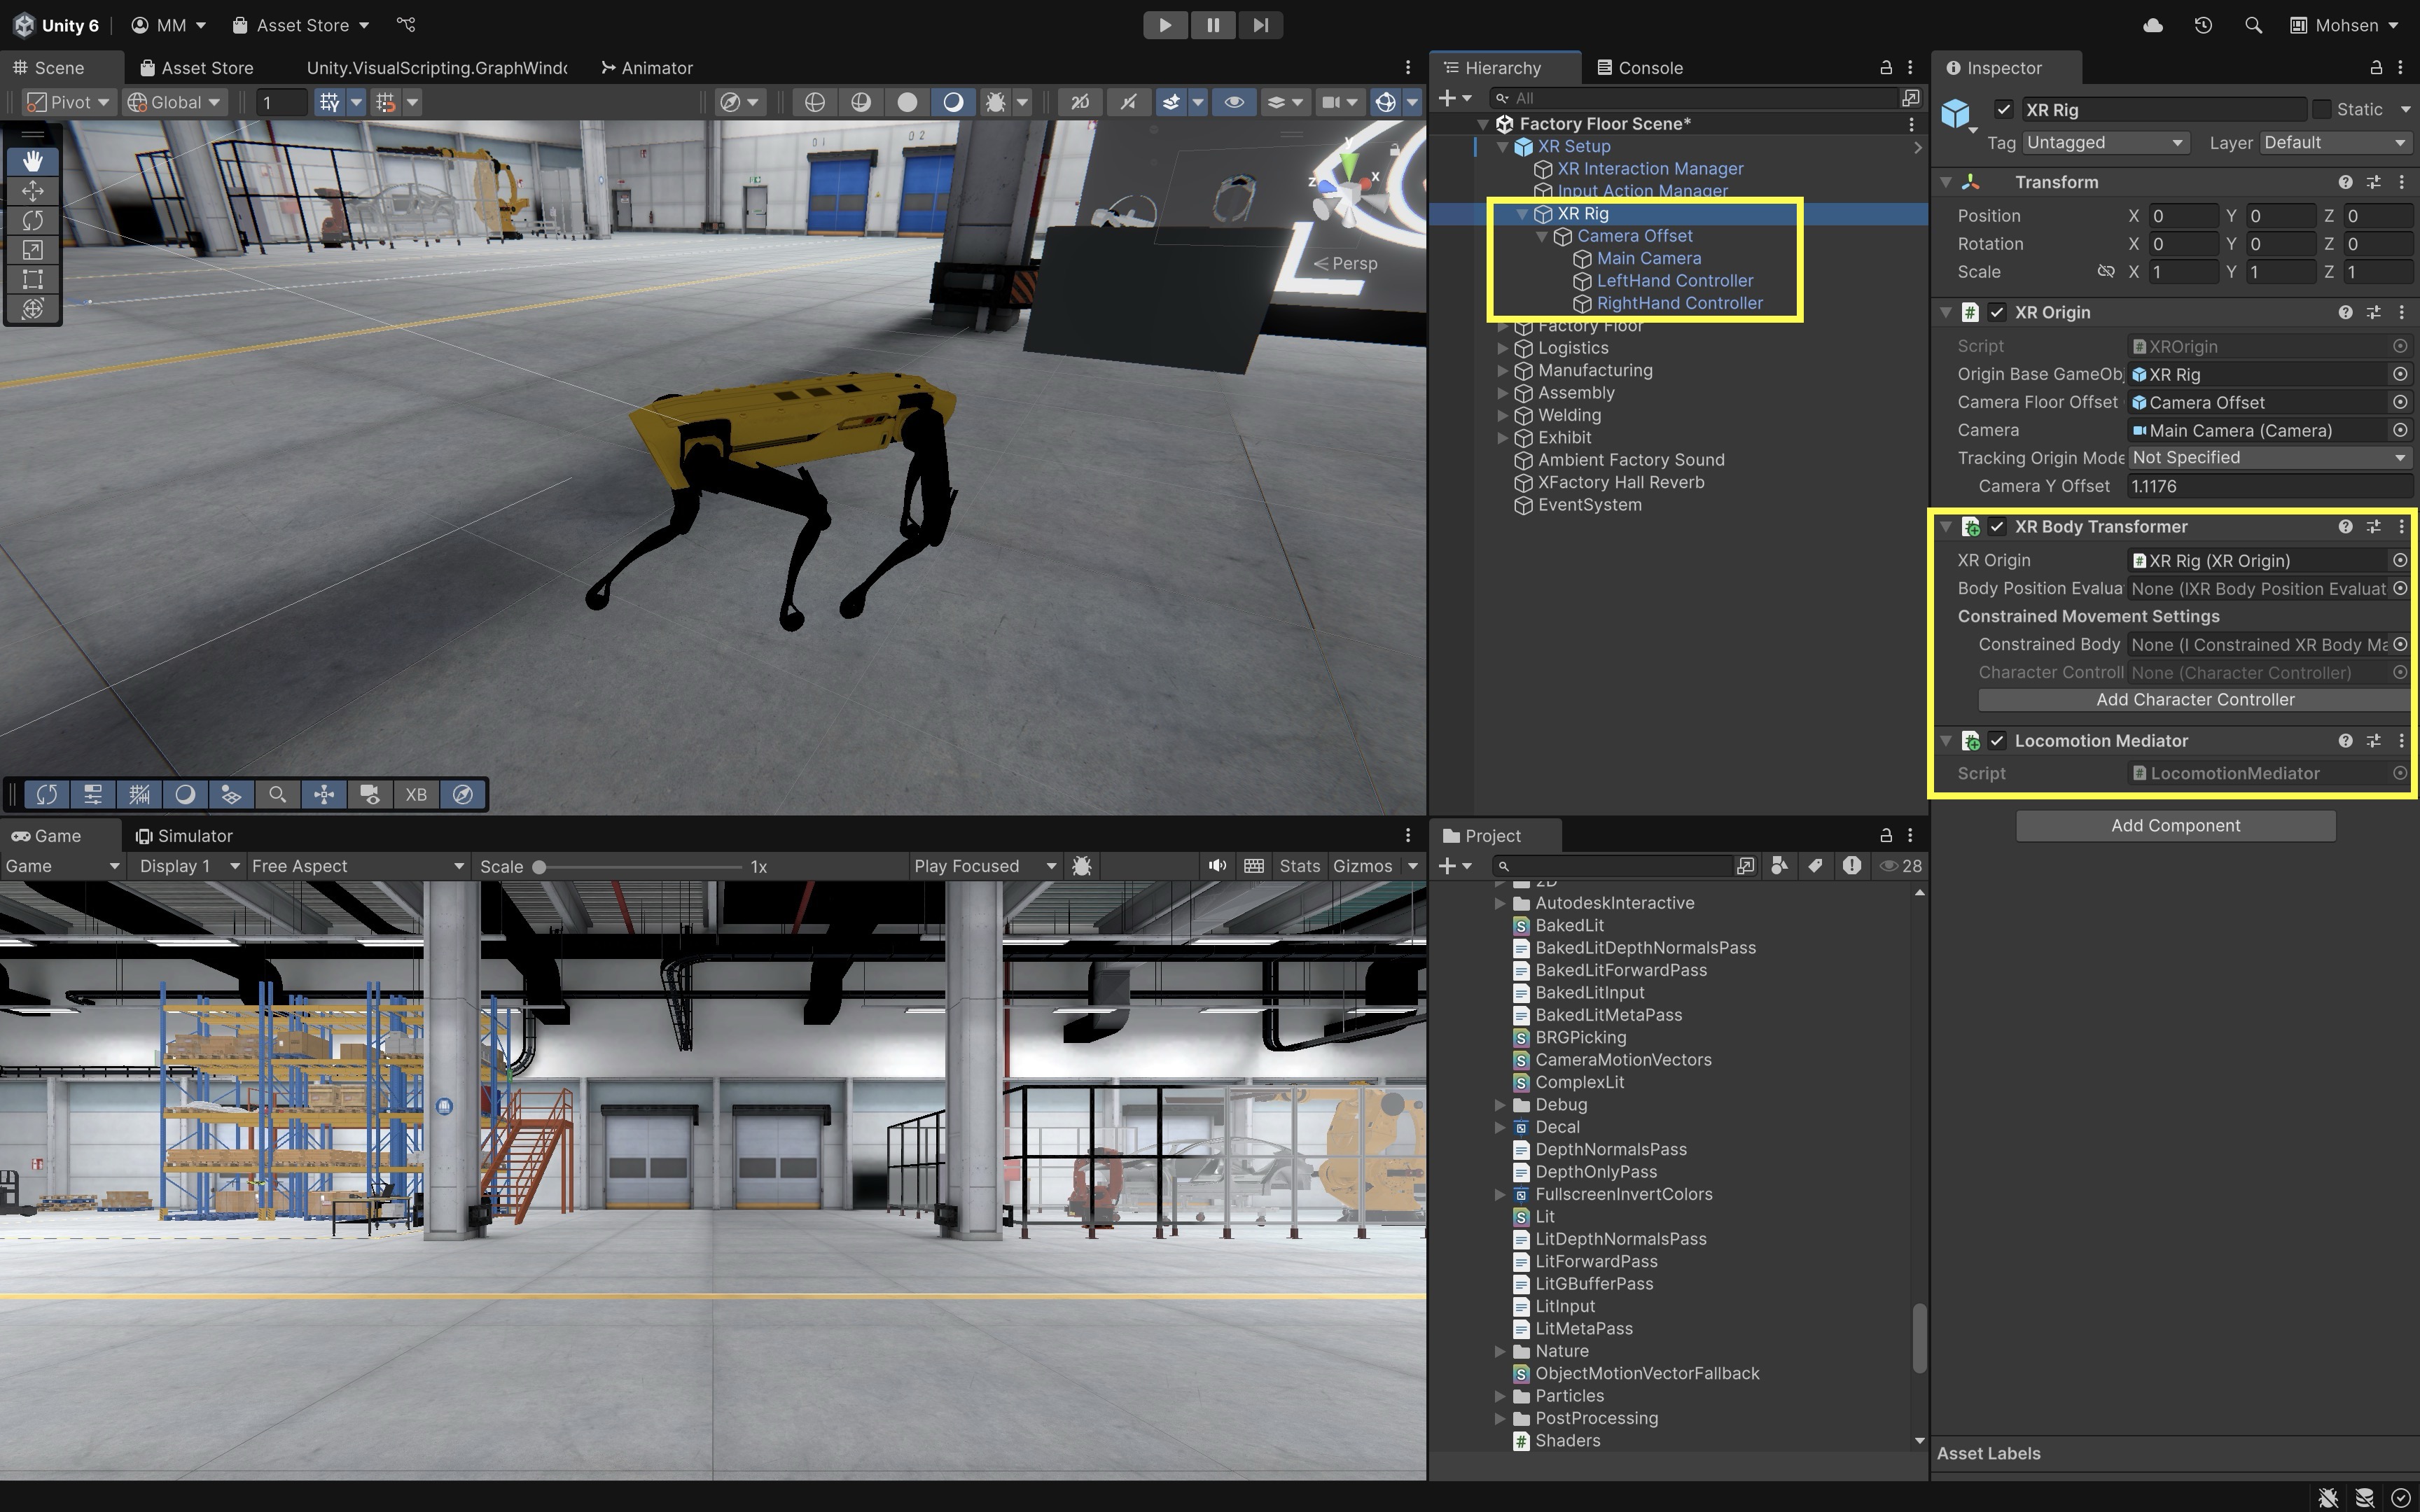 Unity 6
MM
Asset Store
Mohsen
Scene
Asset Store
Unity.VisualScripting.GraphWindo
Animator
Pivot
Global
1
2D
01
02
y
x
z
Persp
XB
Hierarchy
Console
All
Factory Floor Scene*
XR Setup
XR Interaction Manager
Input Action Manager
XR Rig
Camera Offset
Main Camera
LeftHand Controller
RightHand Controller
Factory Floor
Logistics
Manufacturing
Assembly
Welding
Exhibit
Ambient Factory Sound
XFactory Hall Reverb
EventSystem
Inspector
XR Rig
Static
Tag Untagged Layer Default
Transform
Position X 0 Y 0 Z 0
Rotation X 0 Y 0 Z 0
Scale X 1 Y 1 Z 1
XR Origin
Script XROrigin
Origin Base GameObj XR Rig
Camera Floor Offset Camera Offset
Camera Main Camera (Camera)
Tracking Origin Mode Not Specified
Camera Y Offset 1.1176
XR Body Transformer
XR Origin XR Rig (XR Origin)
Body Position Evalua None (IXR Body Position Evaluat
Constrained Movement Settings
Constrained Body None (I Constrained XR Body Ma
Character Controll None (Character Controller)
Add Character Controller
Locomotion Mediator
Script LocomotionMediator
Add Component
Asset Labels
Game
Simulator
Game
Display 1
Free Aspect
Scale
1x
Play Focused
Stats
Gizmos
Project
28
2D
AutodeskInteractive
BakedLit
BakedLitDepthNormalsPass
BakedLitForwardPass
BakedLitInput
BakedLitMetaPass
BRGPicking
CameraMotionVectors
ComplexLit
Debug
Decal
DepthNormalsPass
DepthOnlyPass
FullscreenInvertColors
Lit
LitDepthNormalsPass
LitForwardPass
LitGBufferPass
LitInput
LitMetaPass
Nature
ObjectMotionVectorFallback
Particles
PostProcessing
Shaders